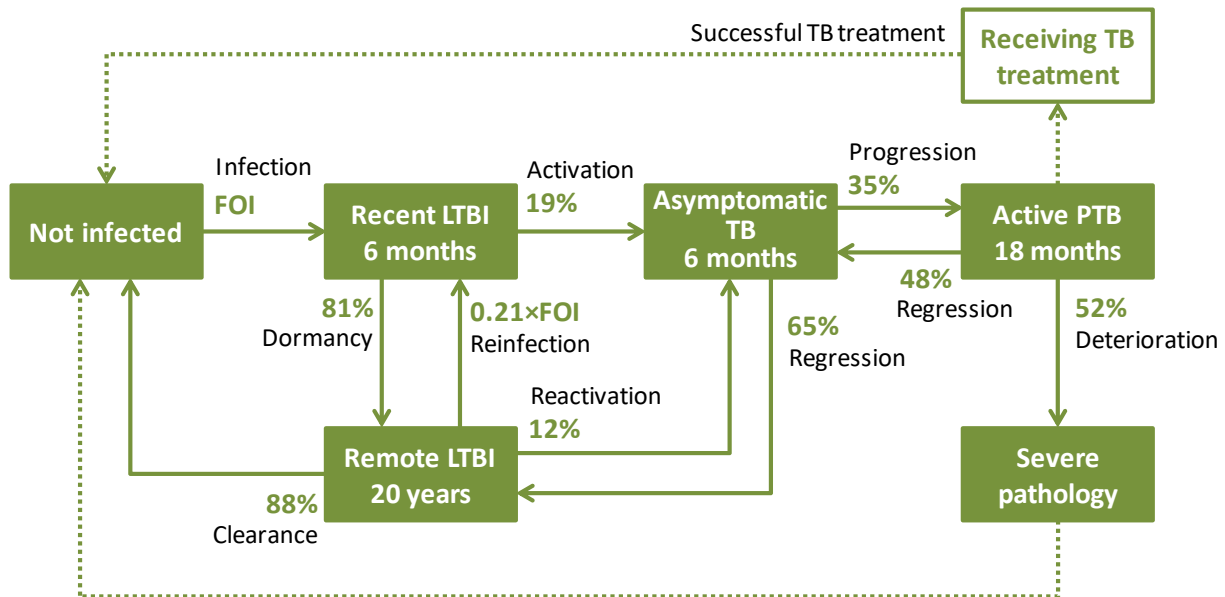 Successful TB treatment
Receiving TB
treatment
Infection
FOI
Activation
19%
Progression
35%
Not infected
Recent LTBI
6 months
Asymptomatic
TB
6 months
Active PTB
18 months
81%
Dormancy
0.21×FOI
Reinfection
65%
Regression
48%
Regression
52%
Deterioration
Reactivation
12%
Remote LTBI
20 years
Severe
pathology
88%
Clearance